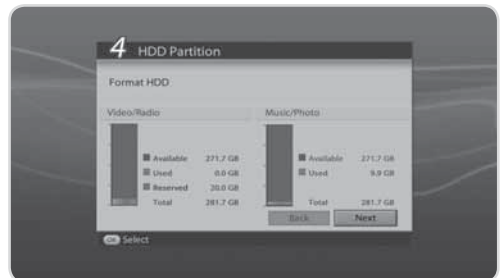 4 HDD Partition
Format HDD
Video/Radio
Available 271.7 GB
Used 0.0 GB
Reserved 20.0 GB
Total 281.7 GB
Music/Photo
Available 271.7 GB
Used 9.9 GB
Total 281.7 GB
Back Next
OK Select